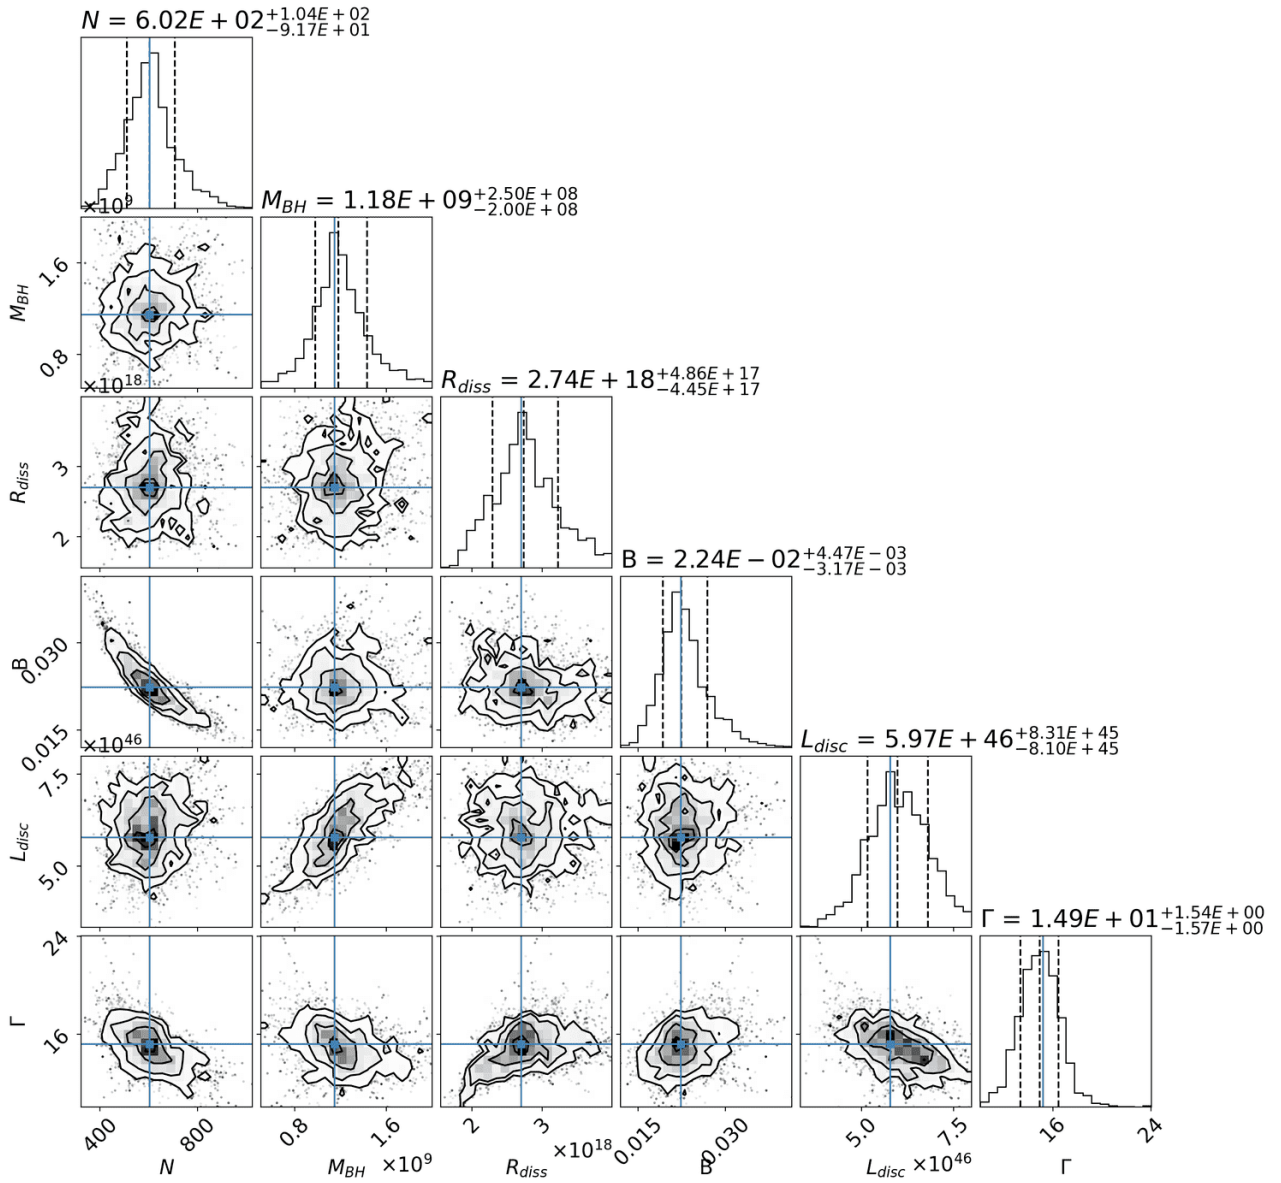 N = 6.02E + 02 +1.04E + 02 −9.17E + 01
×10⁹
M_BH = 1.18E + 09 +2.50E + 08 −2.00E + 08
M_BH
1.6
0.8
×10¹⁸
R_diss = 2.74E + 18 +4.86E + 17 −4.45E + 17
R_diss
3
2
B = 2.24E − 02 +4.47E − 03 −3.17E − 03
B
0.030
0.015
×10⁴⁶
L_disc = 5.97E + 46 +8.31E + 45 −8.10E + 45
L_disc
7.5
5.0
Γ = 1.49E + 01 +1.54E + 00 −1.57E + 00
Γ
24
16
400 800 0.8 1.6 2 3 0.015 0.030 5.0 7.5 16 24
N M_BH ×10⁹ R_diss ×10¹⁸ B L_disc ×10⁴⁶ Γ